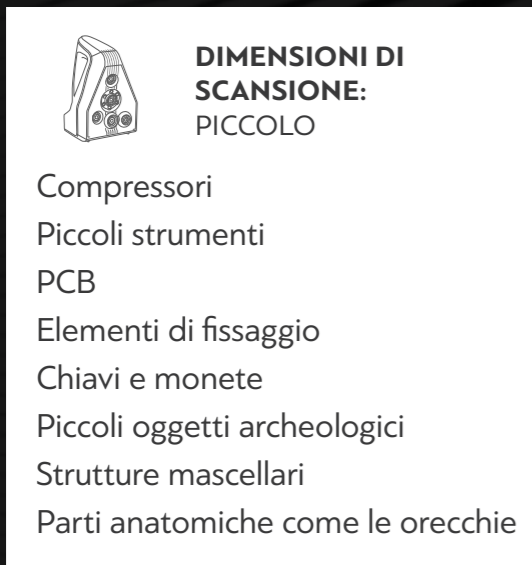 DIMENSIONI DI
SCANSIONE:
PICCOLO
Compressori
Piccoli strumenti
PCB
Elementi di fissaggio
Chiavi e monete
Piccoli oggetti archeologici
Strutture mascellari
Parti anatomiche come le orecchie